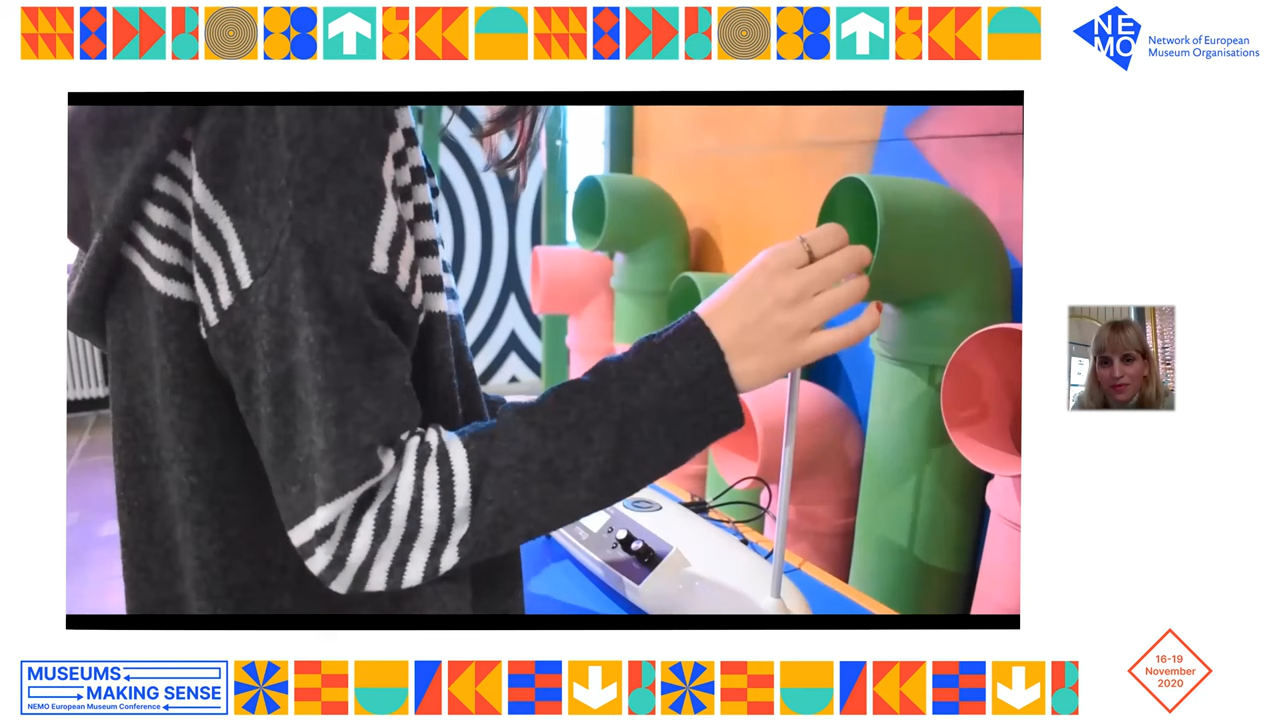 NE
MO
Network of European
Museum Organisations
MUSEUMS
MAKING SENSE
NEMO European Museum Conference
16-19
November
2020